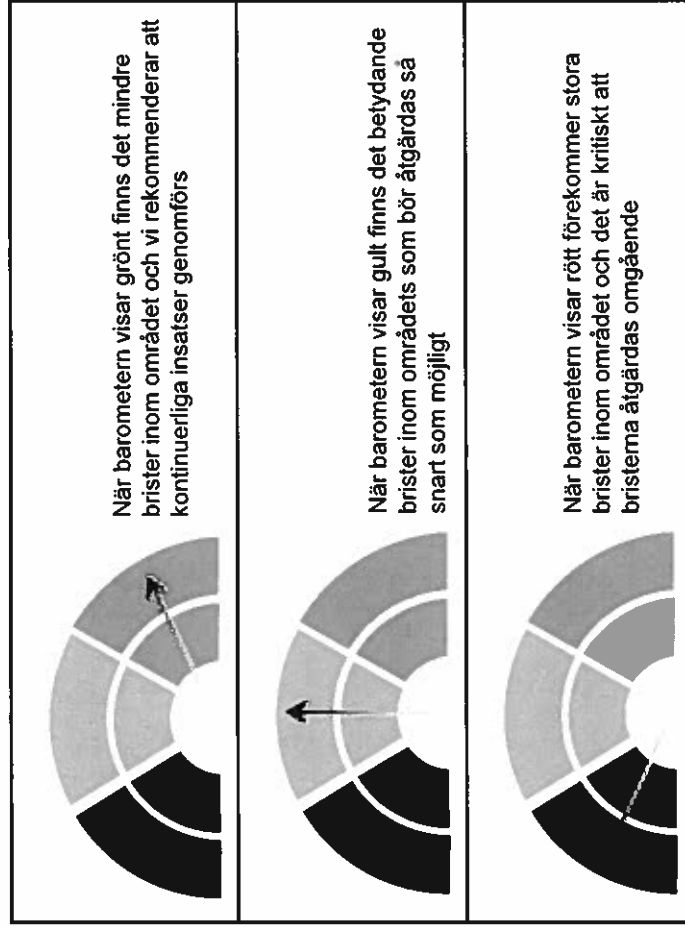 När barometern visar grönt finns det mindre
brister inom området och vi rekommenderar att
kontinuerliga insatser genomförs
När barometern visar gult finns det betydande
brister inom områdets som bör åtgärdas så
snart som möjligt
När barometern visar rött förekommer stora
brister inom området och det är kritiskt att
bristerna åtgärdas omgående